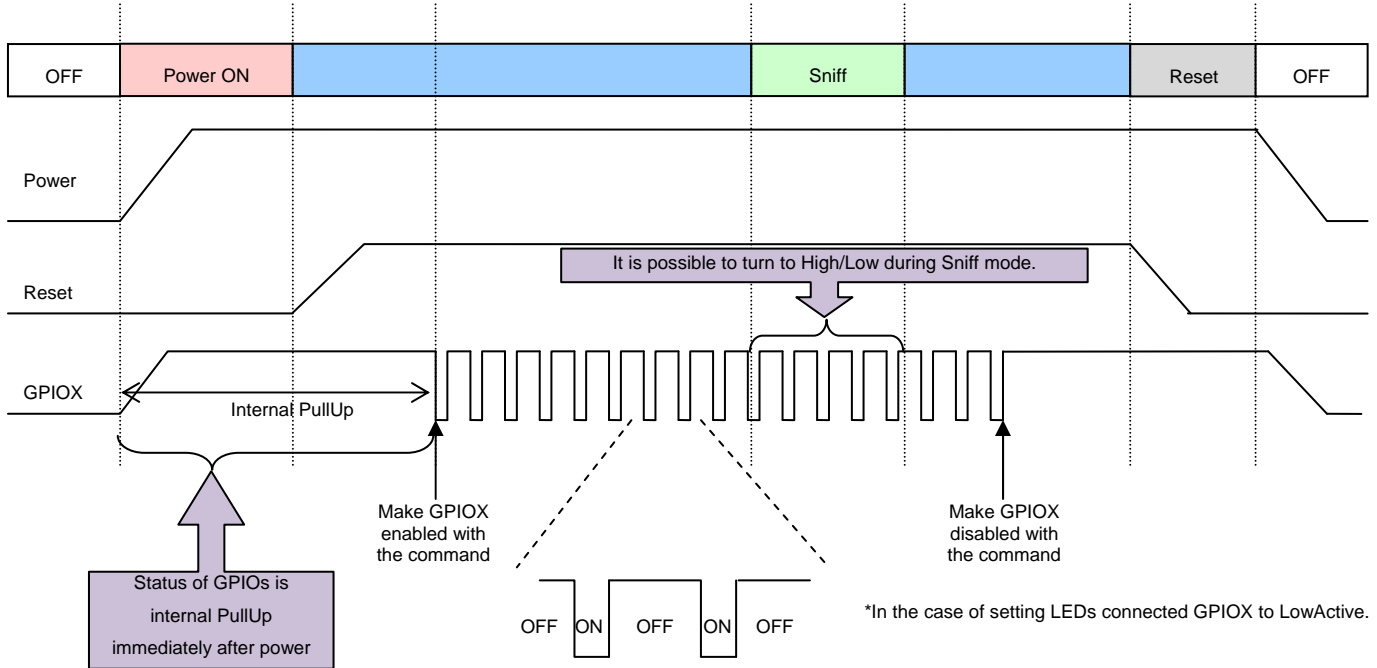 OFF
Power ON
Sniff
Reset
OFF
Power
Reset
It is possible to turn to High/Low during Sniff mode.
GPIOX
Internal PullUp
Make GPIOX
enabled with
the command
Make GPIOX
disabled with
the command
Status of GPIOs is
internal PullUp
immediately after power
OFF
ON
OFF
ON
OFF
*In the case of setting LEDs connected GPIOX to LowActive.